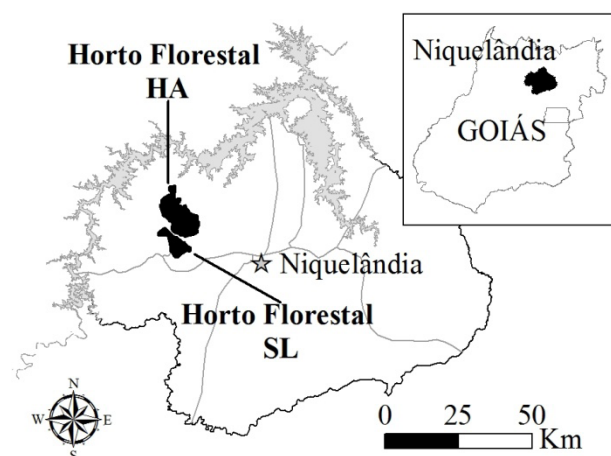 Horto Florestal
HA
Niquelândia
GOIÁS
Niquelândia
Horto Florestal
SL
N
W
E
S
0 25 50
Km